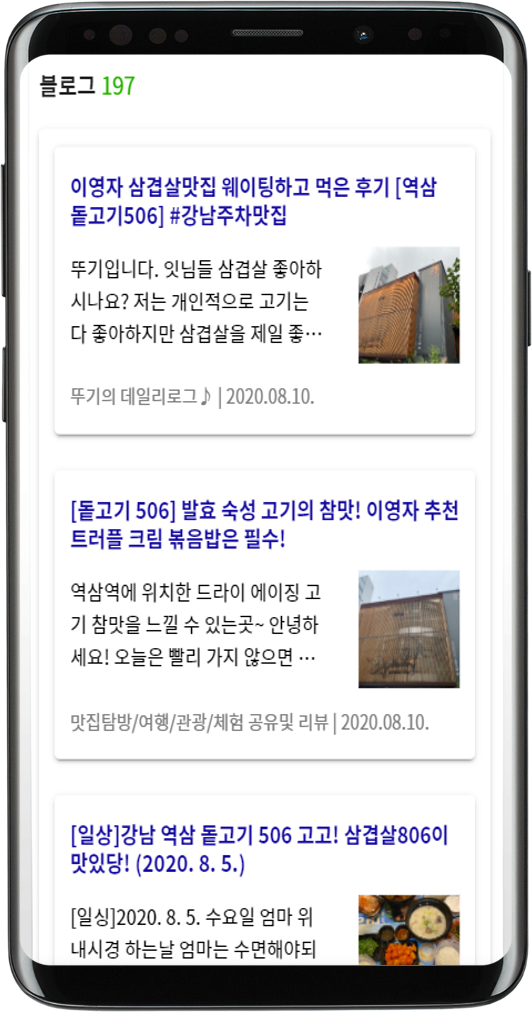 블로그 197
이영자 삼겹살맛집 웨이팅하고 먹은 후기 [역삼
돝고기506] #강남주차맛집
뚜기입니다. 잇님들 삼겹살 좋아하
시나요? 저는 개인적으로 고기는
다 좋아하지만 삼겹살을 제일 좋…
뚜기의 데일리로그♪ | 2020.08.10.
[돝고기 506] 발효 숙성 고기의 참맛! 이영자 추천
트러플 크림 볶음밥은 필수!
역삼역에 위치한 드라이 에이징 고
기 참맛을 느낄 수 있는곳~ 안녕하
세요! 오늘은 빨리 가지 않으면 …
맛집탐방/여행/관광/체험 공유및 리뷰 | 2020.08.10.
[일상]강남 역삼 돝고기 506 고고! 삼겹살806이
맛있당! (2020. 8. 5.)
[일싱]2020. 8. 5. 수요일 엄마 위
내시경 하는날 엄마는 수면해야되